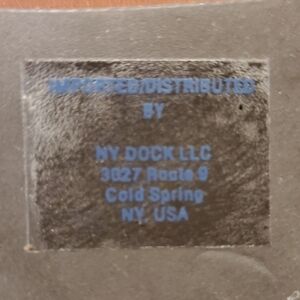 IMPORTED/DISTRIBUTED
BY
NY DOCK LLC
3027 Route 9
Cold Spring
NY, USA